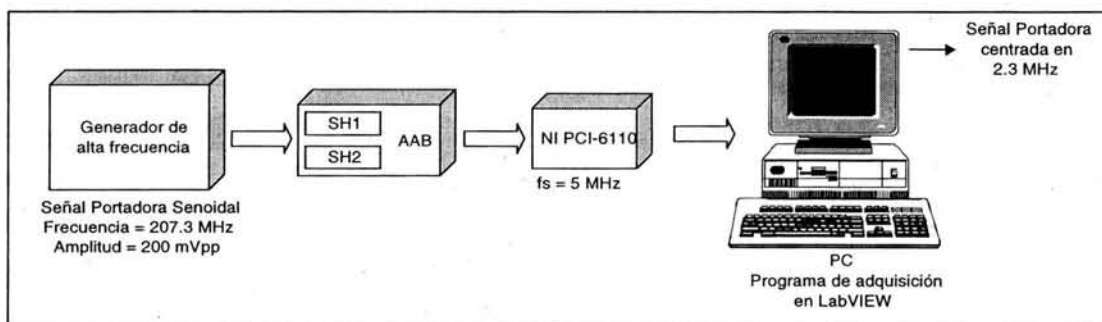 Generador de
alta frecuencia
Señal Portadora Senoidal
Frecuencia = 207.3 MHz
Amplitud = 200 mVpp
SH1
SH2
AAB
NI PCI-6110
fs = 5 MHz
PC
Programa de adquisición
en LabVIEW
Señal Portadora
centrada en
2.3 MHz